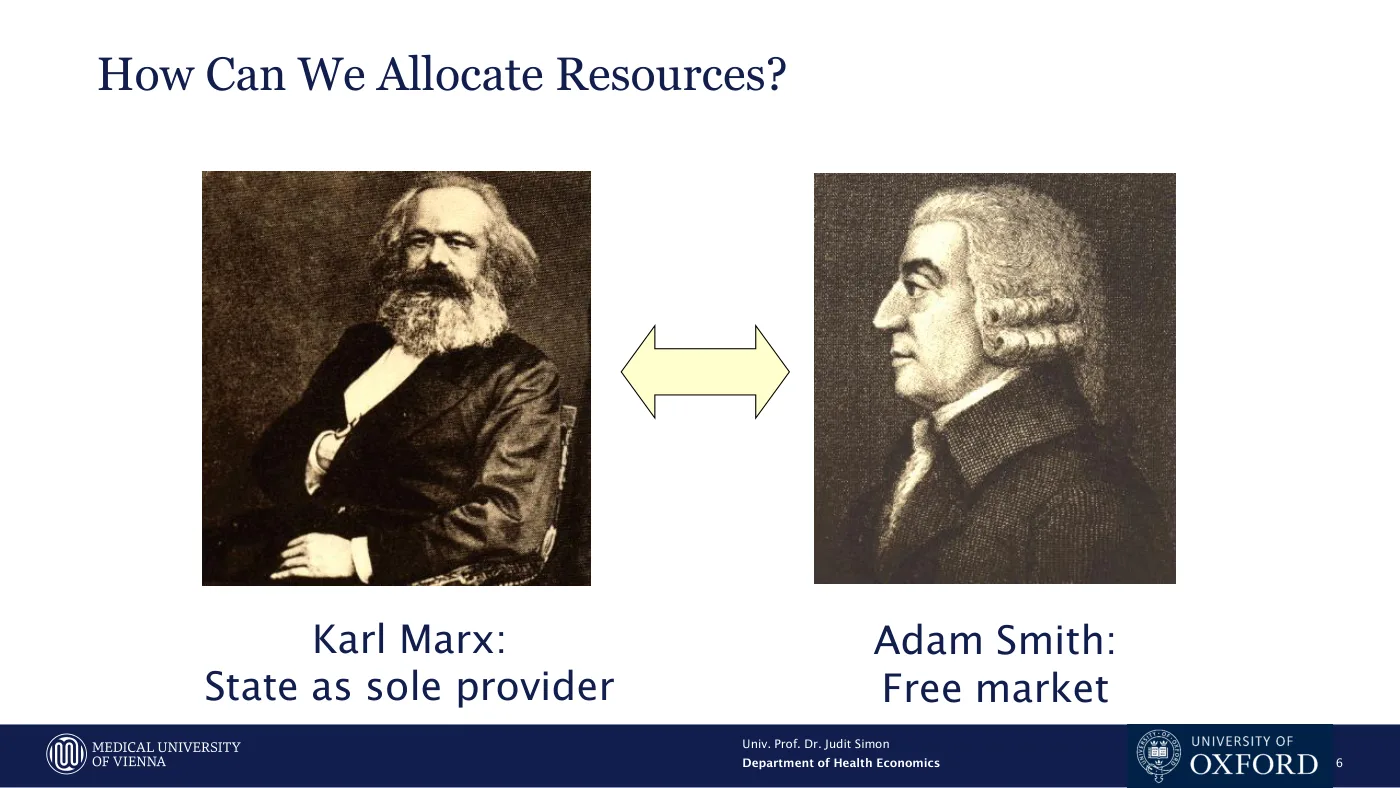 How Can We Allocate Resources?
Karl Marx:
State as sole provider
Adam Smith:
Free market
MEDICAL UNIVERSITY
OF VIENNA
Univ. Prof. Dr. Judit Simon
Department of Health Economics
UNIVERSITY OF
OXFORD
6